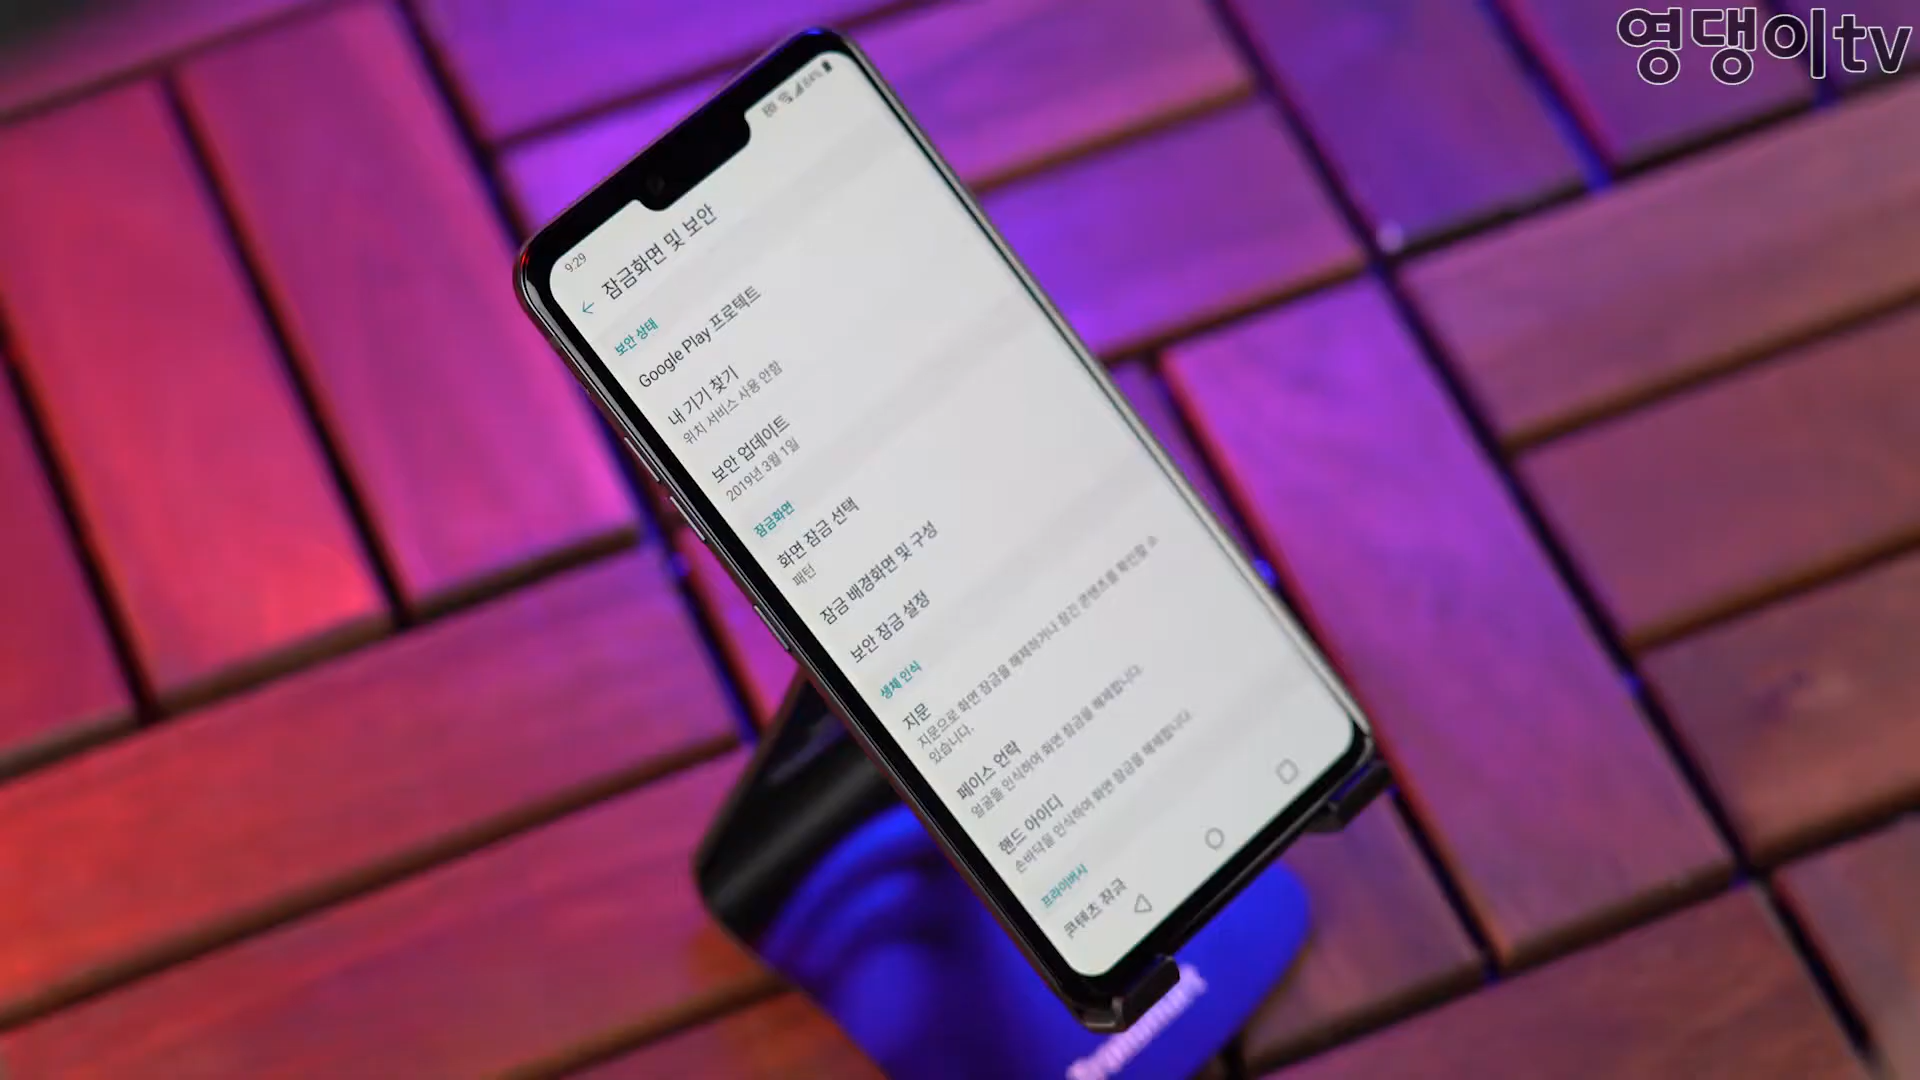 영댕이tv
9:29
잠금화면 및 보안
보안 상태
Google Play 프로텍트
내 기기 찾기
위치 서비스 사용 안함
보안 업데이트
2019년 3월 1일
잠금화면
화면 잠금 선택
패턴
잠금 배경화면 및 구성
보안 잠금 설정
생체 인식
지문
지문으로 화면 잠금을 해제하거나 잠긴 콘텐츠를 확인할 수
있습니다.
페이스 언락
얼굴을 인식하여 화면 잠금을 해제합니다.
핸드 아이디
손바닥을 인식하여 화면 잠금을 해제합니다.
프라이버시
콘텐츠 잠금